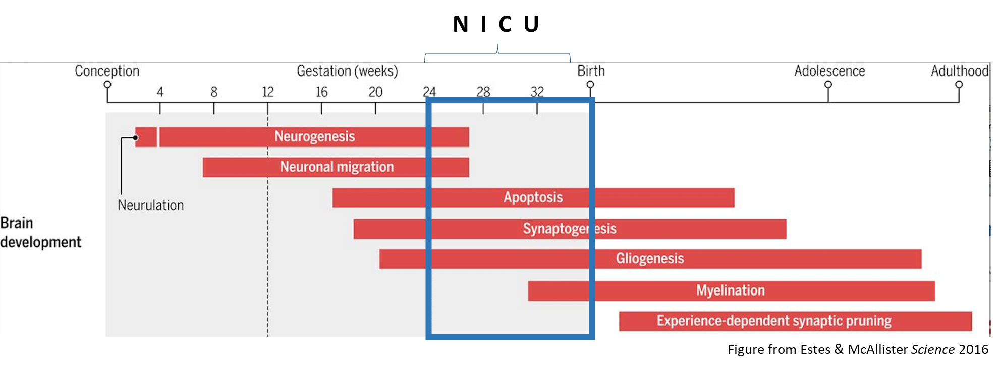 N I C U
Conception Gestation (weeks) Birth Adolescence Adulthood
4 8 12 16 20 24 28 32
Neurogenesis
Neuronal migration
Apoptosis
Neurulation
Brain
development
Synaptogenesis
Gliogenesis
Myelination
Experience-dependent synaptic pruning
Figure from Estes & McAllister Science 2016